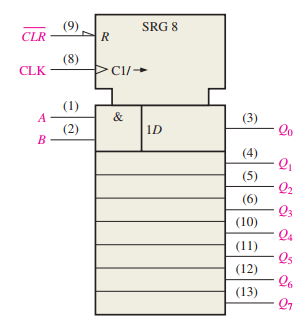 SRG 8
C̅L̅R̅ (9) R
CLK (8) C1/→
A (1) & 1D (3) Q₀
B (2)
(4) Q₁
(5) Q₂
(6) Q₃
(10) Q₄
(11) Q₅
(12) Q₆
(13) Q₇